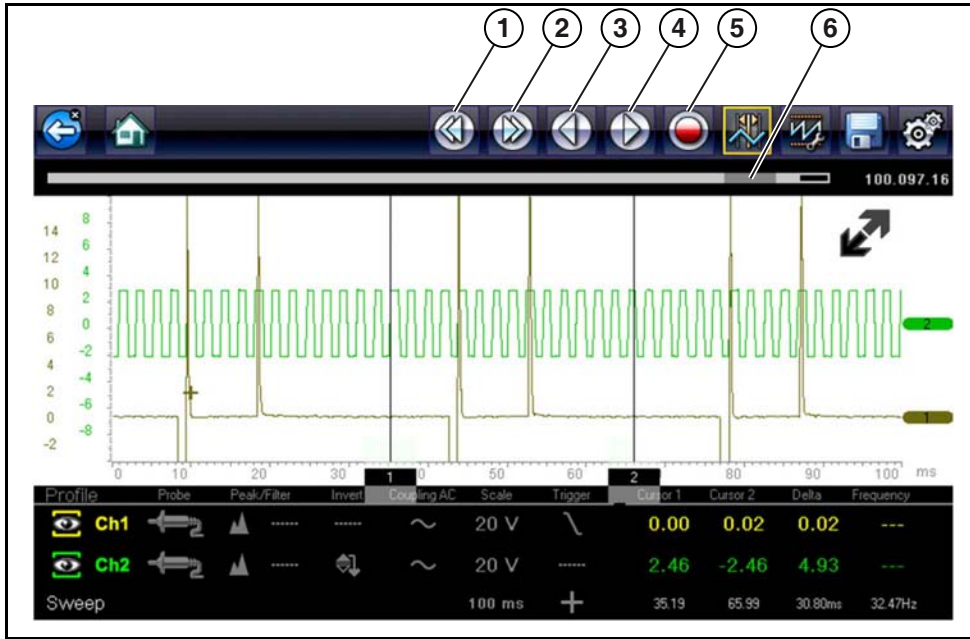 1 2 3 4 5 6
100.097.16
14 12 10 8 6 4 2 0 -2
8 6 4 2 0 -2 -4 -6 -8
2
1
0 10 20 30 1 0 50 60 2 80 90 100 ms
Profile Probe Peak/Filter Invert Coupling AC Scale Trigger Cursor 1 Cursor 2 Delta Frequency
Ch1 ------ ------ 20 V 0.00 0.02 0.02 ---
Ch2 ------ 20 V ------ 2.46 -2.46 4.93 ---
Sweep 100 ms 35.19 65.99 30.80ms 32.47Hz